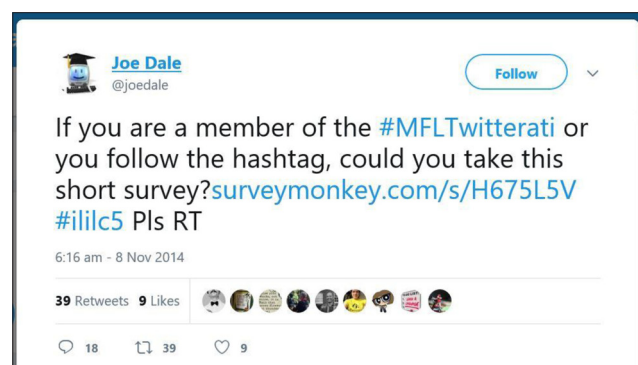 Joe Dale
@joedale
Follow
If you are a member of the #MFLTwitterati or
you follow the hashtag, could you take this
short survey?surveymonkey.com/s/H675L5V
#ililc5 Pls RT
6:16 am - 8 Nov 2014
39 Retweets 9 Likes
18 39 9